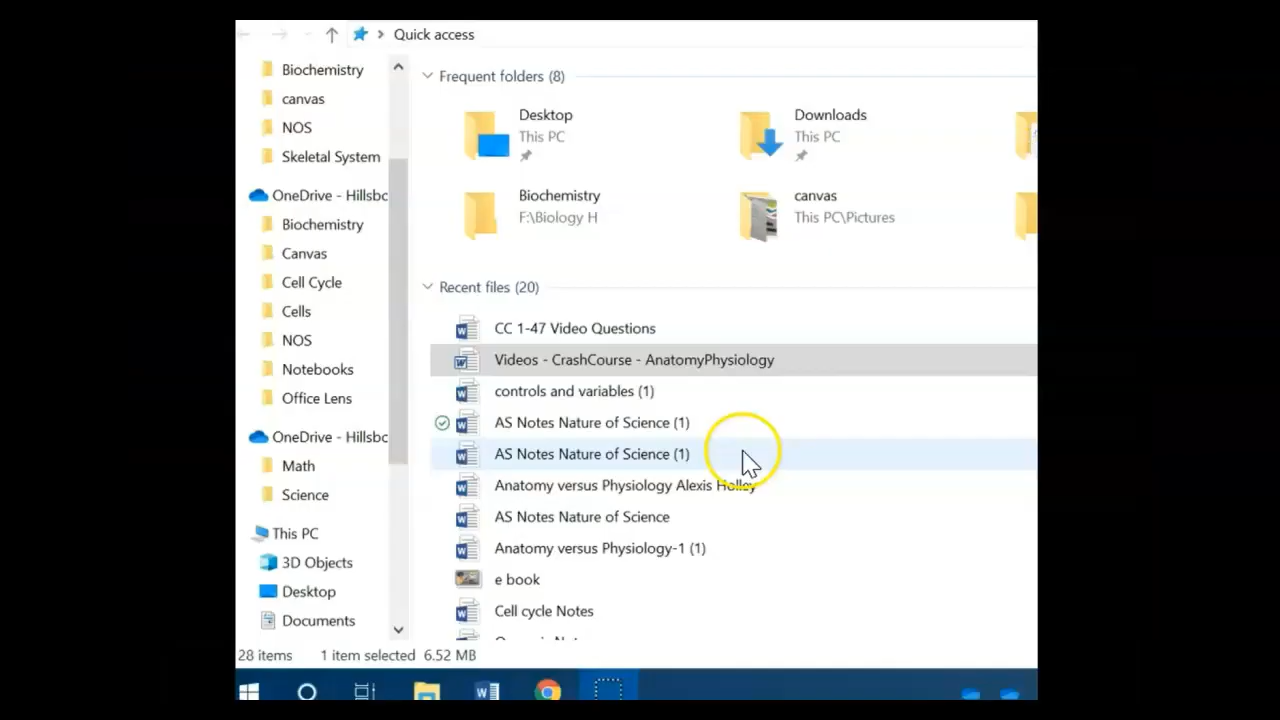 Quick access
Biochemistry
canvas
NOS
Skeletal System
OneDrive - Hillsbc
Biochemistry
Canvas
Cell Cycle
Cells
NOS
Notebooks
Office Lens
OneDrive - Hillsbc
Math
Science
This PC
3D Objects
Desktop
Documents
Frequent folders (8)
Desktop
This PC
Downloads
This PC
Biochemistry
F:\Biology H
canvas
This PC\Pictures
Recent files (20)
CC 1-47 Video Questions
Videos - CrashCourse - AnatomyPhysiology
controls and variables (1)
AS Notes Nature of Science (1)
AS Notes Nature of Science (1)
Anatomy versus Physiology Alexis Holley
AS Notes Nature of Science
Anatomy versus Physiology-1 (1)
e book
Cell cycle Notes
28 items 1 item selected 6.52 MB